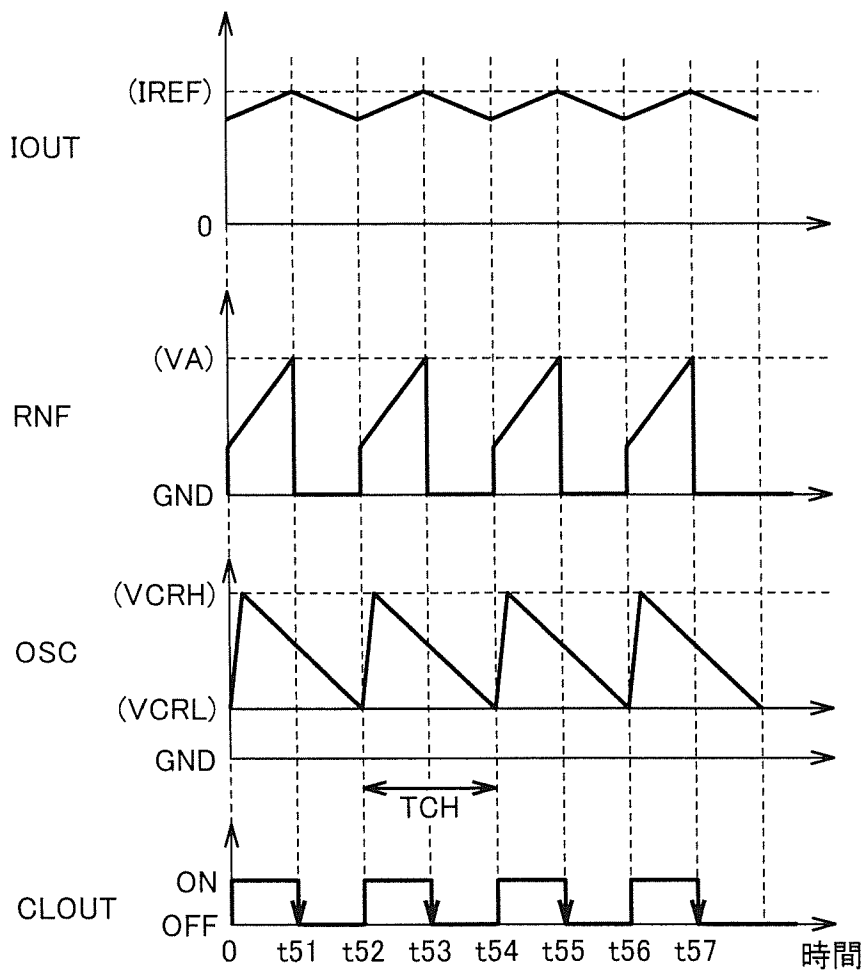 (IREF)
IOUT
0
(VA)
RNF
GND
(VCRH)
OSC
(VCRL)
GND
TCH
ON
CLOUT
OFF
0 t51 t52 t53 t54 t55 t56 t57 時間